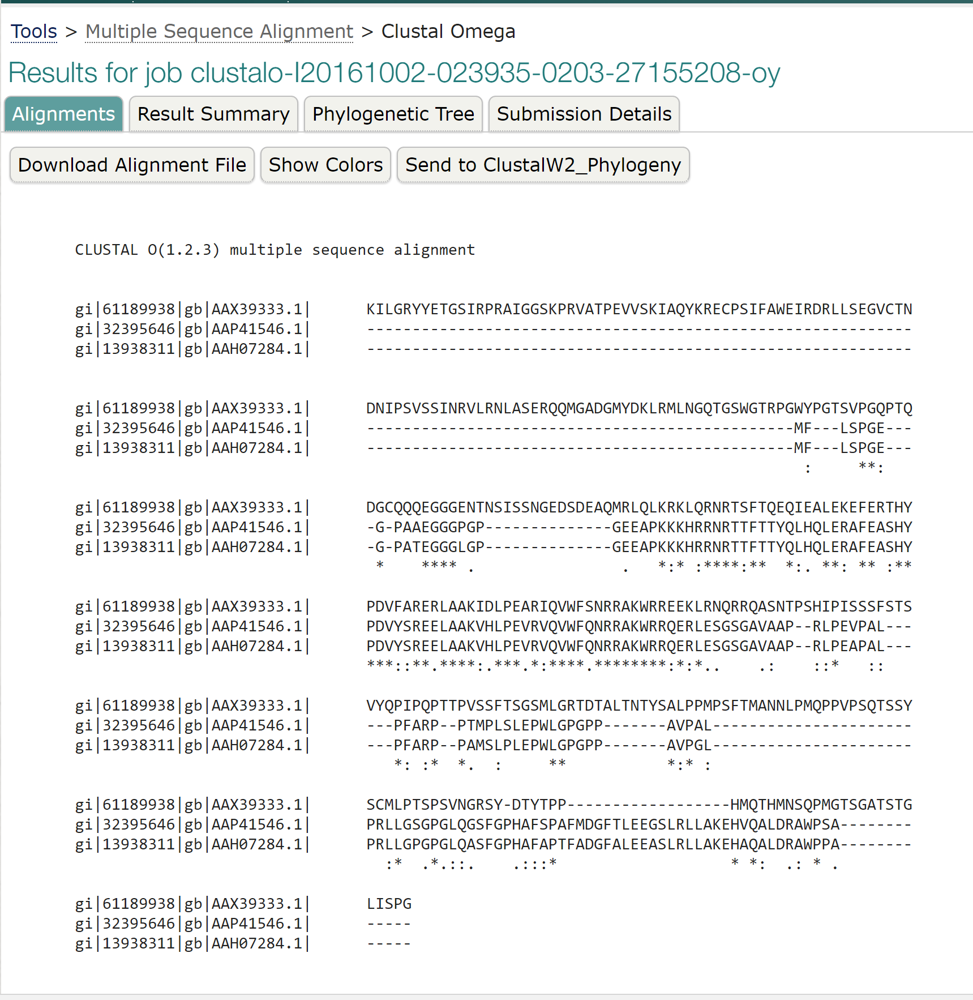 Tools > Multiple Sequence Alignment > Clustal Omega
Results for job clustalo-I20161002-023935-0203-27155208-oy
Alignments Result Summary Phylogenetic Tree Submission Details
Download Alignment File Show Colors Send to ClustalW2_Phylogeny
CLUSTAL O(1.2.3) multiple sequence alignment
gi|61189938|gb|AAX39333.1|      KILGRYYETGSIRPRAIGGSKPRVATPEVVSKIAQYKRECPSIFAWEIRDRLLSEGVCTN
gi|32395646|gb|AAP41546.1|      ------------------------------------------------------------
gi|13938311|gb|AAH07284.1|      ------------------------------------------------------------
gi|61189938|gb|AAX39333.1|      DNIPSVSSINRVLRNLASERQQMGADGMYDKLRMLNGQTGSWGTRPGWYPGTSVPGQPTQ
gi|32395646|gb|AAP41546.1|      -----------------------------------------------MF---LSPGE---
gi|13938311|gb|AAH07284.1|      -----------------------------------------------MF---LSPGE---
                                                                                :     **:
gi|61189938|gb|AAX39333.1|      DGCQQQEGGGENTNSISSNGEDSDEAQMRLQLKRKLQRNRTSFTQEQIEALEKEFERTHY
gi|32395646|gb|AAP41546.1|      -G-PAAEGGGPGP--------------GEEAPKKKHRRNRTTFTTYQLHQLERAFEASHY
gi|13938311|gb|AAH07284.1|      -G-PATEGGGLGP--------------GEEAPKKKHRRNRTTFTTYQLHQLERAFEASHY
                                 *    **** .                .   *:* :****:**  *:. **: ** :**
gi|61189938|gb|AAX39333.1|      PDVFARERLAAKIDLPEARIQVWFSNRRAKWRREEKLRNQRRQASNTPSHIPISSSFSTS
gi|32395646|gb|AAP41546.1|      PDVYSREELAAKVHLPEVRVQVWFQNRRAKWRRQERLESGSGAVAAP--RLPEVPAL---
gi|13938311|gb|AAH07284.1|      PDVYSREELAAKVHLPEVRVQVWFQNRRAKWRRQERLESGSGAVAAP--RLPEAPAL---
                                ***::**.****:.***.*:****.********:*:*..    .:    ::*   ::
gi|61189938|gb|AAX39333.1|      VYQPIPQPTTPVSSFTSGSMLGRTDTALTNTYSALPPMPSFTMANNLPMQPPVPSQTSSY
gi|32395646|gb|AAP41546.1|      ---PFARP--PTMPLSLEPWLGPGPP-------AVPAL----------------------
gi|13938311|gb|AAH07284.1|      ---PFARP--PAMSLPLEPWLGPGPP-------AVPGL----------------------
                                   *: :*  *.  :     **           *:* :
gi|61189938|gb|AAX39333.1|      SCMLPTSPSVNGRSY-DTYTPP------------------HMQTHMNSQPMGTSGATSTG
gi|32395646|gb|AAP41546.1|      PRLLGSGPGLQGSFGPHAFSPAFMDGFTLEEGSLRLLAKEHVQALDRAWPSA--------
gi|13938311|gb|AAH07284.1|      PRLLGPGPGLQASFGPHAFAPTFADGFALEEASLRLLAKEHAQALDRAWPPA--------
                                  :*  .*.::.    .:::*                   * *:  .: * .
gi|61189938|gb|AAX39333.1|      LISPG
gi|32395646|gb|AAP41546.1|      -----
gi|13938311|gb|AAH07284.1|      -----